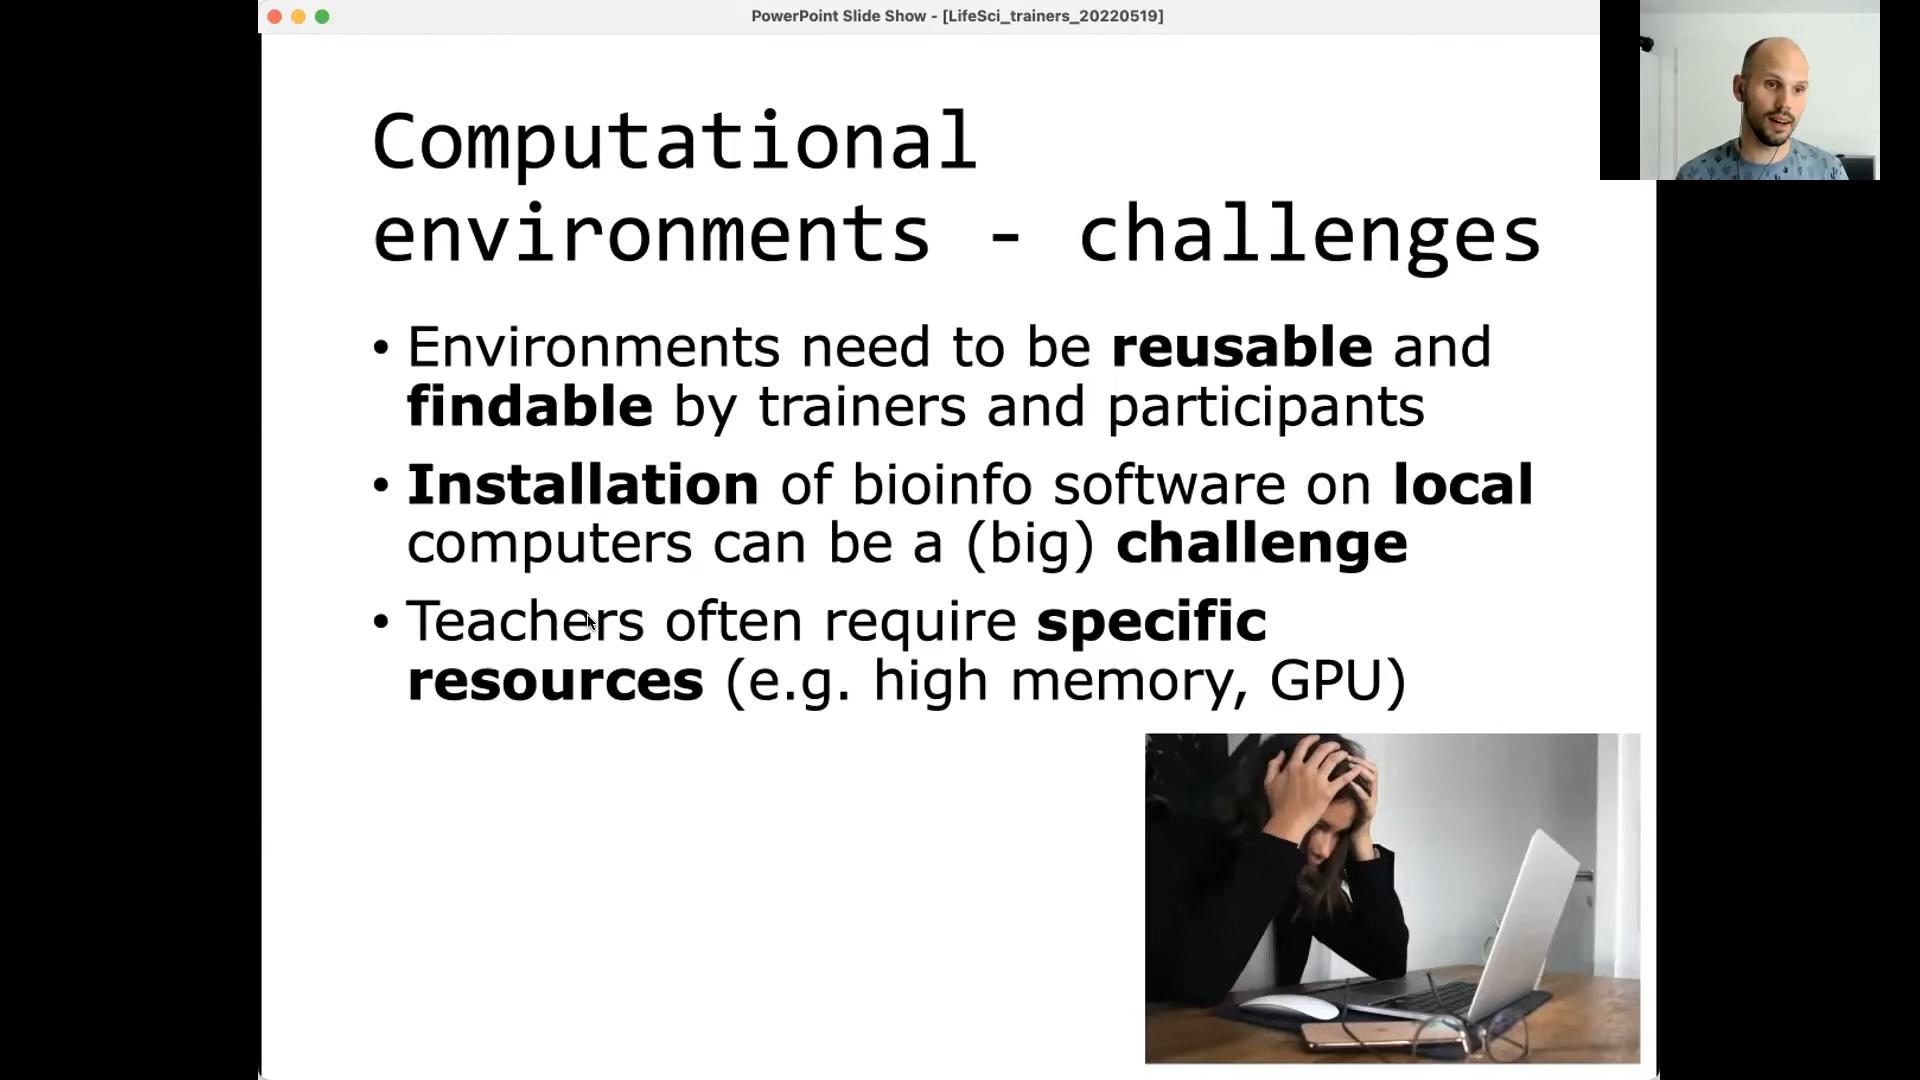 PowerPoint Slide Show - [LifeSci_trainers_20220519]
Computational
environments - challenges
• Environments need to be reusable and
findable by trainers and participants
• Installation of bioinfo software on local
computers can be a (big) challenge
• Teachers often require specific
resources (e.g. high memory, GPU)